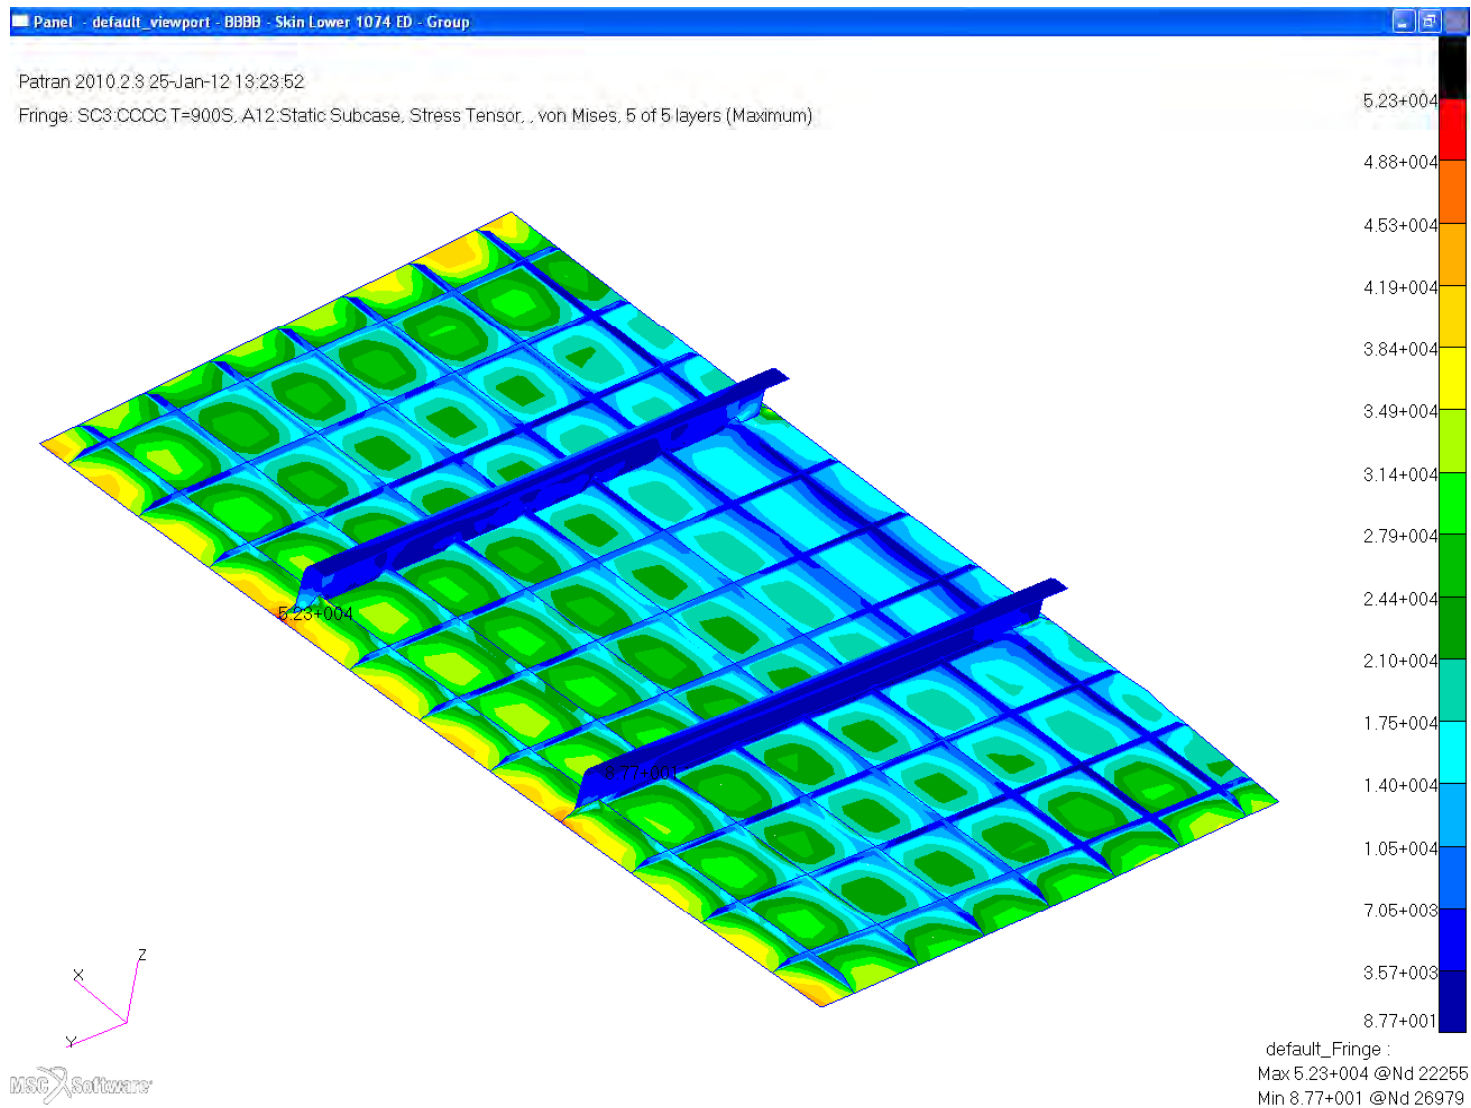 Panel - default_viewport - BBBB - Skin Lower 1074 ED - Group
Patran 2010.2.3 25-Jan-12 13:23:52
Fringe: SC3:CCCC T=900S, A12:Static Subcase, Stress Tensor, , von Mises, 5 of 5 layers (Maximum)
5.23+004
4.88+004
4.53+004
4.19+004
3.84+004
3.49+004
3.14+004
2.79+004
2.44+004
2.10+004
1.75+004
1.40+004
1.05+004
7.05+003
3.57+003
8.77+001
5.23+004
8.77+001
Z
X
Y
default_Fringe :
Max 5.23+004 @Nd 22255
Min 8.77+001 @Nd 26979
MSC Software